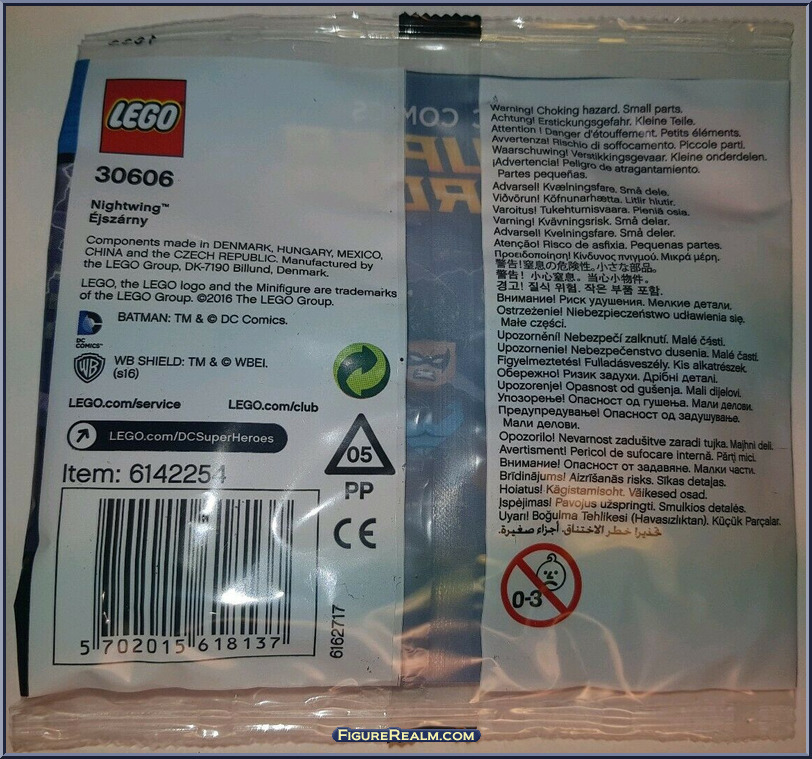 LEGO
30606
Nightwing™
Éjszárny
Components made in DENMARK, HUNGARY, MEXICO,
CHINA and the CZECH REPUBLIC. Manufactured by
the LEGO Group, DK-7190 Billund, Denmark.
LEGO, the LEGO logo and the Minifigure are trademarks
of the LEGO Group. ©2016 The LEGO Group.
DC
COMICS™
BATMAN: TM & © DC Comics.
WB
WB SHIELD: TM & © WBEI.
(s16)
LEGO.com/service LEGO.com/club
LEGO.com/DCSuperHeroes
05
PP
Item: 6142254
CE
5 702015 618137
6162717
Warning! Choking hazard. Small parts.
Achtung! Erstickungsgefahr. Kleine Teile.
Attention ! Danger d'étouffement. Petits éléments.
Avvertenza! Rischio di soffocamento. Piccole parti.
Waarschuwing! Verstikkingsgevaar. Kleine onderdelen.
¡Advertencia! Peligro de atragantamiento.
Partes pequeñas.
Advarsel! Kvælningsfare. Små dele.
Viðvörun! Köfnunarhætta. Litlir hlutir.
Varoitus! Tukehtumisvaara. Pieniä osia.
Varning! Kvävningsrisk. Små delar.
Advarsel! Kvelningsfare. Små deler.
Atenção! Risco de asfixia. Pequenas partes.
Προειδοποίηση! Κίνδυνος πνιγμού. Μικρά μέρη.
警告!窒息の危険性。小さな部品。
警告! 小心窒息。当心小物件。
경고! 질식 위험. 작은 부품 포함.
Внимание! Риск удушения. Мелкие детали.
Ostrzeżenie! Niebezpieczeństwo udławienia się.
Małe części.
Upozornění! Nebezpečí zalknutí. Malé části.
Upozornenie! Nebezpečenstvo dusenia. Malé časti.
Figyelmeztetés! Fulladásveszély. Kis alkatrészek.
Обережно! Ризик задухи. Дрібні деталі.
Upozorenje! Opasnost od gušenja. Mali dijelovi.
Упозорење! Опасност од гушења. Мали делови.
Предупредување! Опасност од задушување.
Мали делови.
Opozorilo! Nevarnost zadušitve zaradi tujka. Majhni deli.
Avertisment! Pericol de sufocare internă. Părți mici.
Внимание! Опасност от задавяне. Малки части.
Brīdinājums! Aizrīšanās risks. Sīkas detaļas.
Hoiatus! Kägistamisoht. Väikesed osad.
Įspėjimas! Pavojus užspringti. Smulkios detalės.
Uyarı! Boğulma Tehlikesi (Havasızlıktan). Küçük Parçalar.
تحذير! خطر الاختناق. أجزاء صغيرة.
0-3
FIGUREREALM.COM